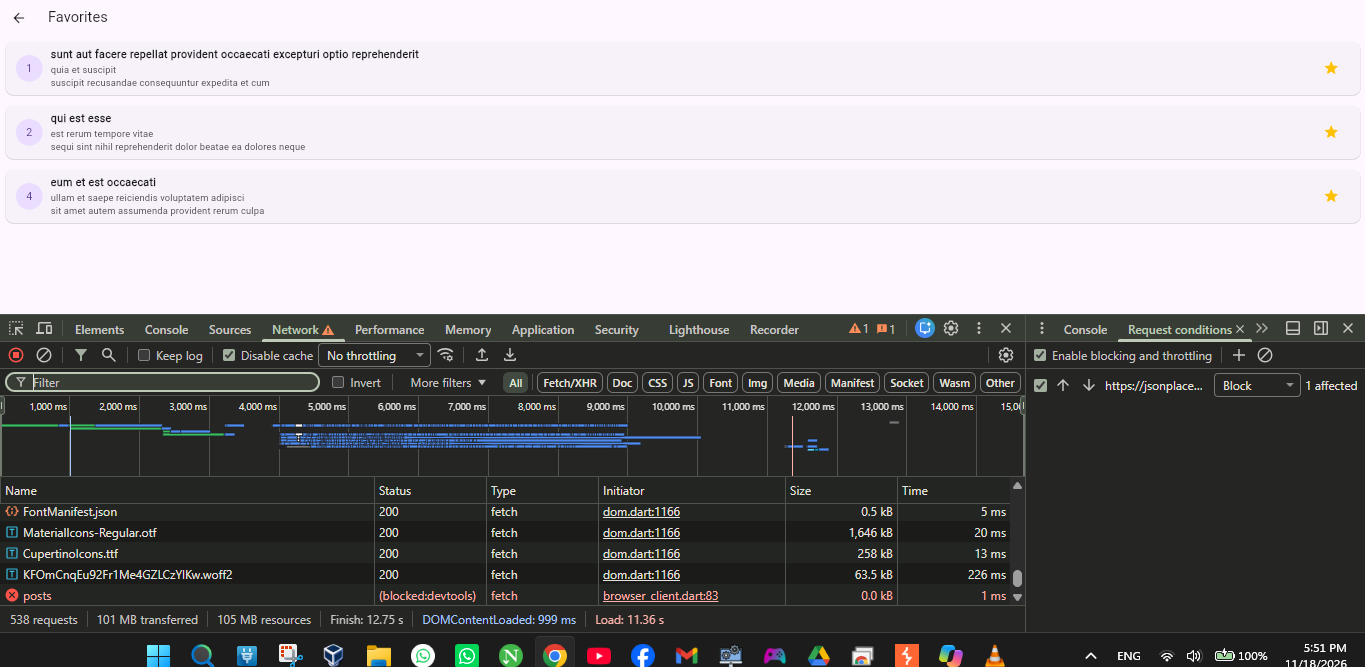 Favorites
1
sunt aut facere repellat provident occaecati excepturi optio reprehenderit
quia et suscipit
suscipit recusandae consequuntur expedita et cum
2
qui est esse
est rerum tempore vitae
sequi sint nihil reprehenderit dolor beatae ea dolores neque
4
eum et est occaecati
ullam et saepe reiciendis voluptatem adipisci
sit amet autem assumenda provident rerum culpa
Elements Console Sources Network Performance Memory Application Security Lighthouse Recorder 1 1
Console Request conditions
Keep log Disable cache No throttling
Enable blocking and throttling
Filter Invert More filters All Fetch/XHR Doc CSS JS Font Img Media Manifest Socket Wasm Other
https://jsonplace... Block 1 affected
1,000 ms 2,000 ms 3,000 ms 4,000 ms 5,000 ms 6,000 ms 7,000 ms 8,000 ms 9,000 ms 10,000 ms 11,000 ms 12,000 ms 13,000 ms 14,000 ms 15,0
Name Status Type Initiator Size Time
FontManifest.json 200 fetch dom.dart:1166 0.5 kB 5 ms
MaterialIcons-Regular.otf 200 fetch dom.dart:1166 1,646 kB 20 ms
CupertinoIcons.ttf 200 fetch dom.dart:1166 258 kB 13 ms
KFOmCnqEu92Fr1Me4GZLCzYlKw.woff2 200 fetch dom.dart:1166 63.5 kB 226 ms
posts (blocked:devtools) fetch browser_client.dart:83 0.0 kB 1 ms
538 requests 101 MB transferred 105 MB resources Finish: 12.75 s DOMContentLoaded: 999 ms Load: 11.36 s
ENG 100% 5:51 PM
11/18/2026